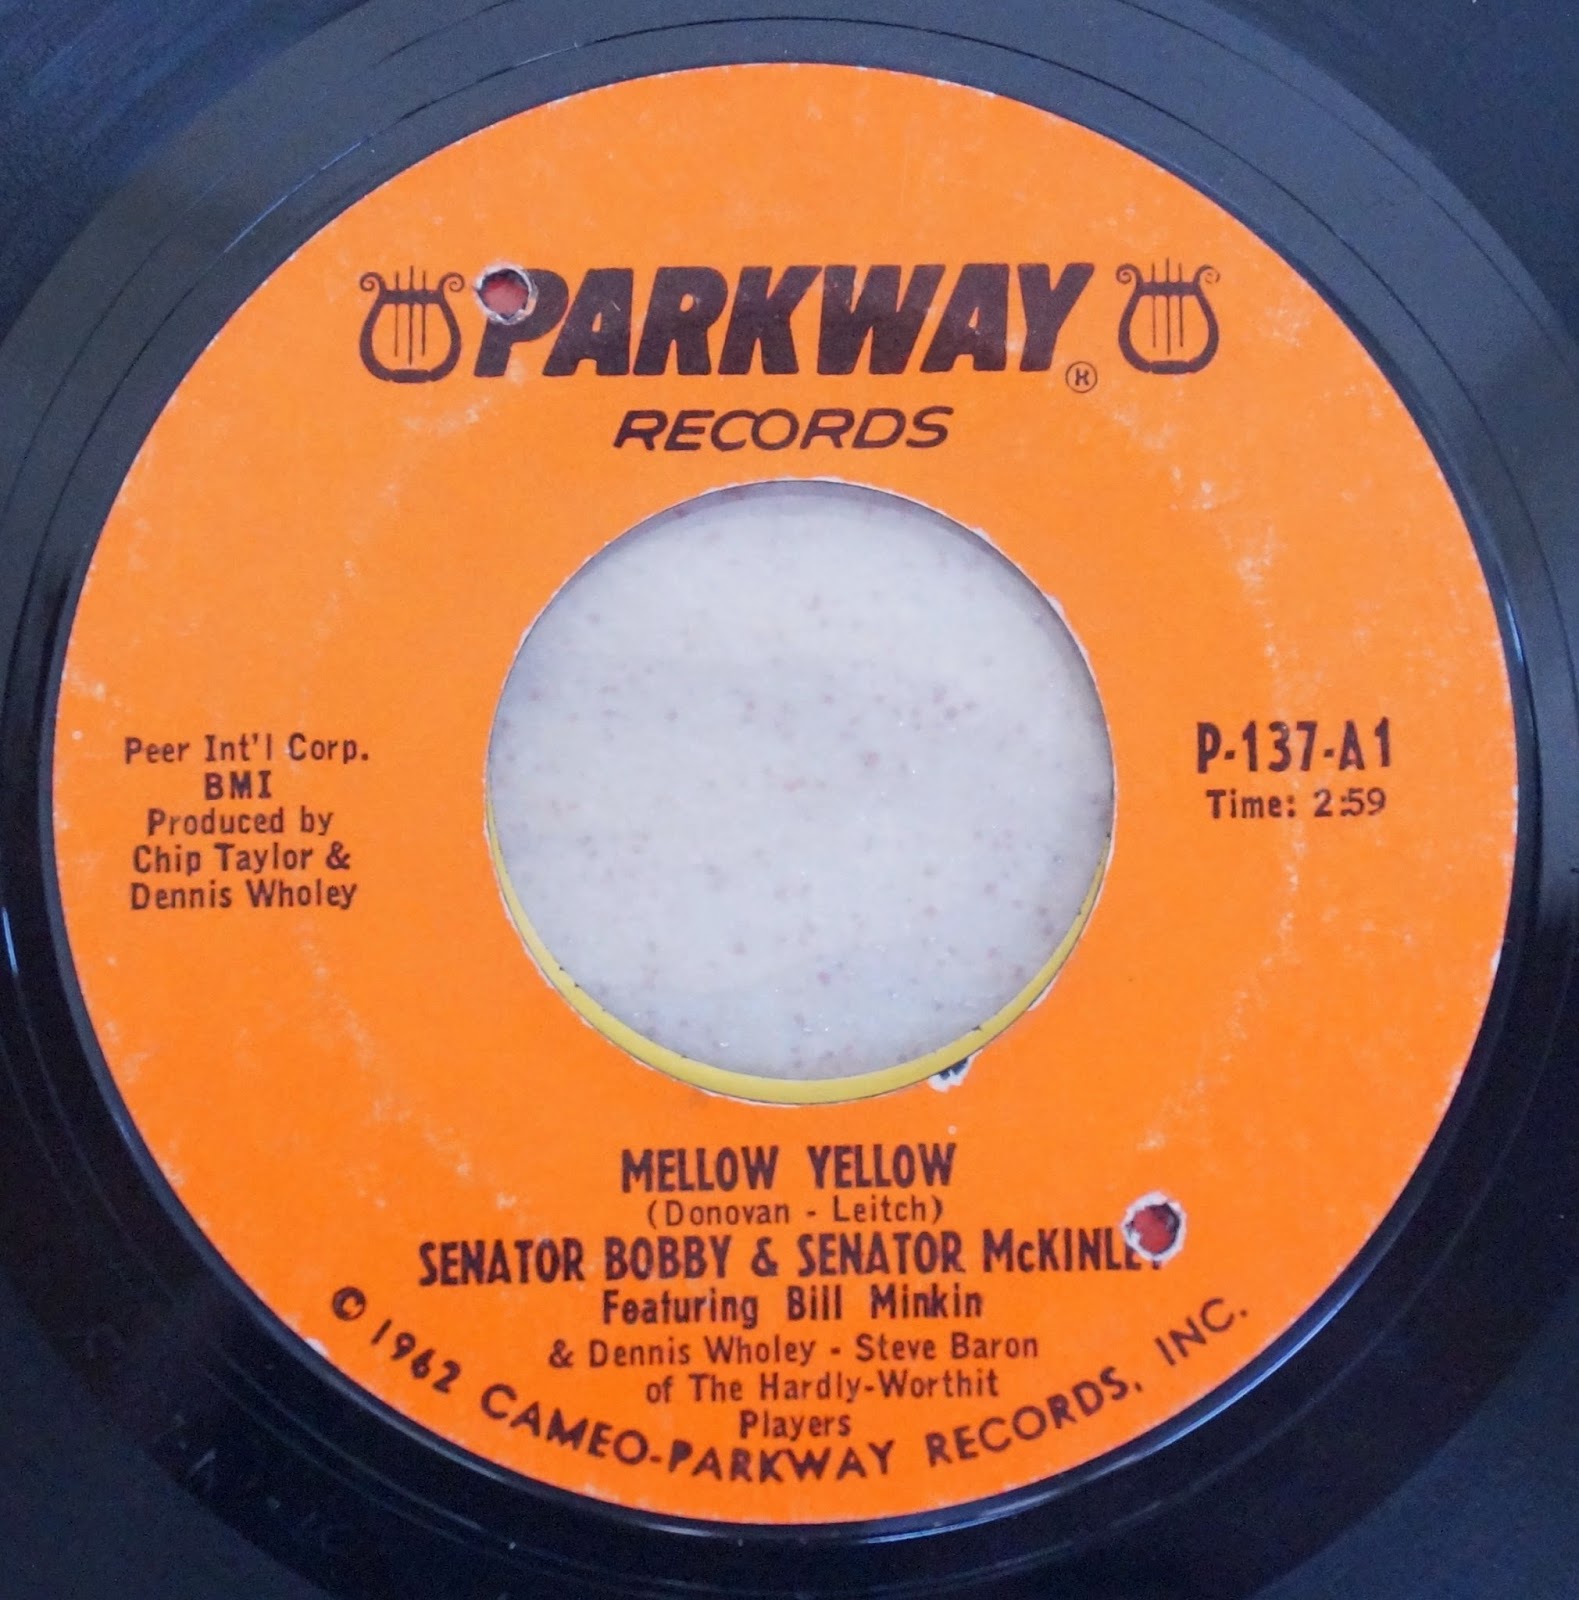 PARKWAY ®
RECORDS
Peer Int'l Corp.
BMI
Produced by
Chip Taylor &
Dennis Wholey
P-137-A1
Time: 2:59
MELLOW YELLOW
(Donovan - Leitch)
SENATOR BOBBY & SENATOR McKINLEY
Featuring Bill Minkin
& Dennis Wholey - Steve Baron
of The Hardly-Worthit
Players
© 1962 CAMEO-PARKWAY RECORDS, INC.